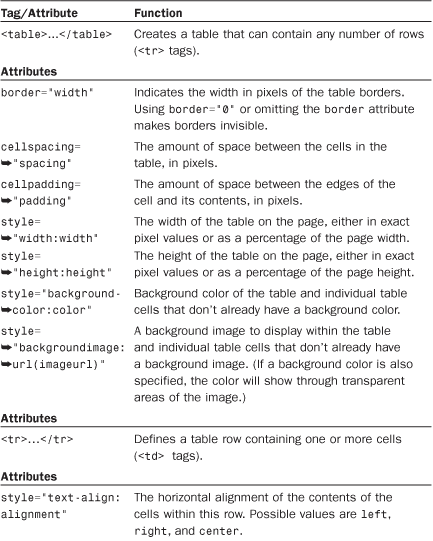 Tag/Attribute Function
<table>...</table> Creates a table that can contain any number of rows
(<tr> tags).
Attributes
border="width" Indicates the width in pixels of the table borders.
Using border="0" or omitting the border attribute
makes borders invisible.
cellspacing= The amount of space between the cells in the
➥"spacing" table, in pixels.
cellpadding= The amount of space between the edges of the
➥"padding" cell and its contents, in pixels.
style= The width of the table on the page, either in exact
➥"width:width" pixel values or as a percentage of the page width.
style= The height of the table on the page, either in exact
➥"height:height" pixel values or as a percentage of the page height.
style="background- Background color of the table and individual table
➥color:color" cells that don't already have a background color.
style= A background image to display within the table
➥"backgroundimage: and individual table cells that don't already have
➥url(imageurl)" a background image. (If a background color is also
specified, the color will show through transparent
areas of the image.)
Attributes
<tr>...</tr> Defines a table row containing one or more cells
(<td> tags).
Attributes
style="text-align: The horizontal alignment of the contents of the
alignment" cells within this row. Possible values are left,
right, and center.